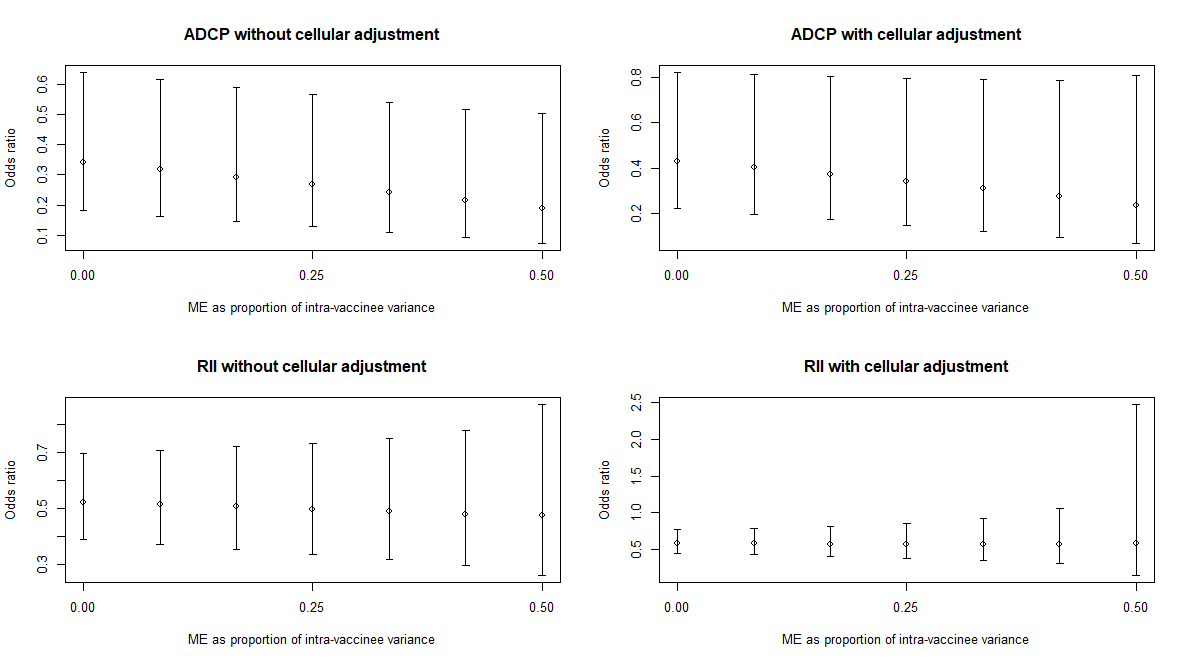 ADCP without cellular adjustment
Odds ratio
0.6
0.5
0.4
0.3
0.2
0.1
0.00 0.25 0.50
ME as proportion of intra-vaccinee variance
ADCP with cellular adjustment
Odds ratio
0.8
0.6
0.4
0.2
0.00 0.25 0.50
ME as proportion of intra-vaccinee variance
RII without cellular adjustment
Odds ratio
0.7
0.5
0.3
0.00 0.25 0.50
ME as proportion of intra-vaccinee variance
RII with cellular adjustment
Odds ratio
2.5
2.0
1.5
1.0
0.5
0.00 0.25 0.50
ME as proportion of intra-vaccinee variance